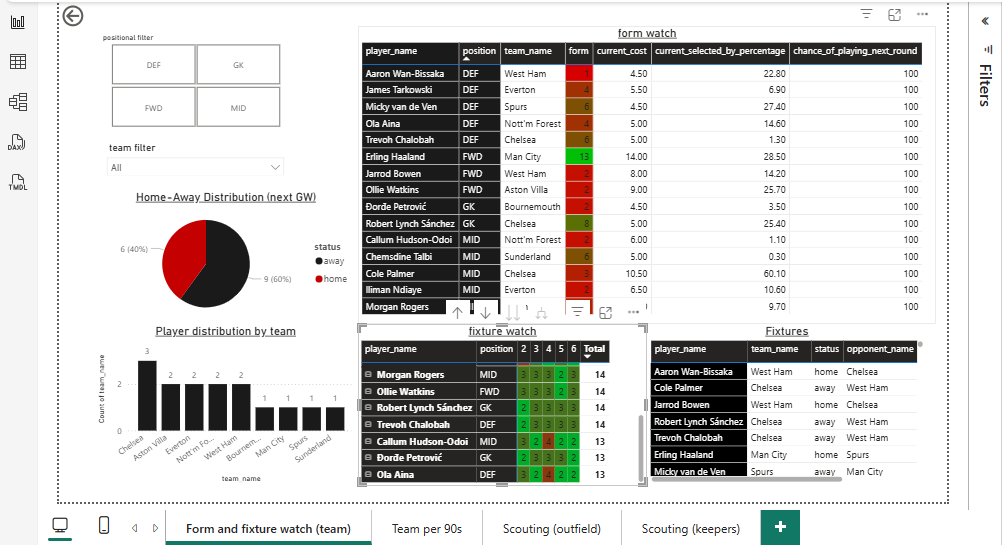 form watch
positional filter
DEF
GK
FWD
MID
team filter
All
Home-Away Distribution (next GW)
6 (40%)
9 (60%)
status
away
home
Player distribution by team
Count of team_name
2
0
3
2
2
2
2
1
1
1
1
Chelsea
Aston Villa
Everton
Nott'm Fo...
West Ham
Bournem...
Man City
Spurs
Sunderland
team_name
player_name position team_name form current_cost current_selected_by_percentage chance_of_playing_next_round
Aaron Wan-Bissaka DEF West Ham 4.50 22.80 100
James Tarkowski DEF Everton 4 5.50 6.90 100
Micky van de Ven DEF Spurs 6 4.50 27.40 100
Ola Aina DEF Nott'm Forest 4 5.00 14.60 100
Trevoh Chalobah DEF Chelsea 6 5.00 1.30 100
Erling Haaland FWD Man City 13 14.00 28.50 100
Jarrod Bowen FWD West Ham 2 8.00 14.20 100
Ollie Watkins FWD Aston Villa 2 9.00 25.70 100
Đorđe Petrović GK Bournemouth 2 4.50 3.50 100
Robert Lynch Sánchez GK Chelsea 8 5.00 25.40 100
Callum Hudson-Odoi MID Nott'm Forest 2 6.00 1.10 100
Chemsdine Talbi MID Sunderland 6 5.00 0.30 100
Cole Palmer MID Chelsea 3 10.50 60.10 100
Iliman Ndiaye MID Everton 2 6.50 10.60 100
Morgan Rogers 9.70 100
fixture watch
player_name position 2 3 4 5 6 Total
Morgan Rogers MID 3 3 3 2 3 14
Ollie Watkins FWD 3 3 3 2 3 14
Robert Lynch Sánchez GK 2 3 3 3 3 14
Trevoh Chalobah DEF 2 3 3 3 3 14
Callum Hudson-Odoi MID 3 2 4 2 2 13
Đorđe Petrović GK 2 3 3 3 2 13
Ola Aina DEF 3 2 4 2 2 13
Fixtures
player_name team_name status opponent_name
Aaron Wan-Bissaka West Ham home Chelsea
Cole Palmer Chelsea away West Ham
Jarrod Bowen West Ham home Chelsea
Robert Lynch Sánchez Chelsea away West Ham
Trevoh Chalobah Chelsea away West Ham
Erling Haaland Man City home Spurs
Micky van de Ven Spurs away Man City
Filters
DAX
TMDL
Form and fixture watch (team)
Team per 90s
Scouting (outfield)
Scouting (keepers)
+